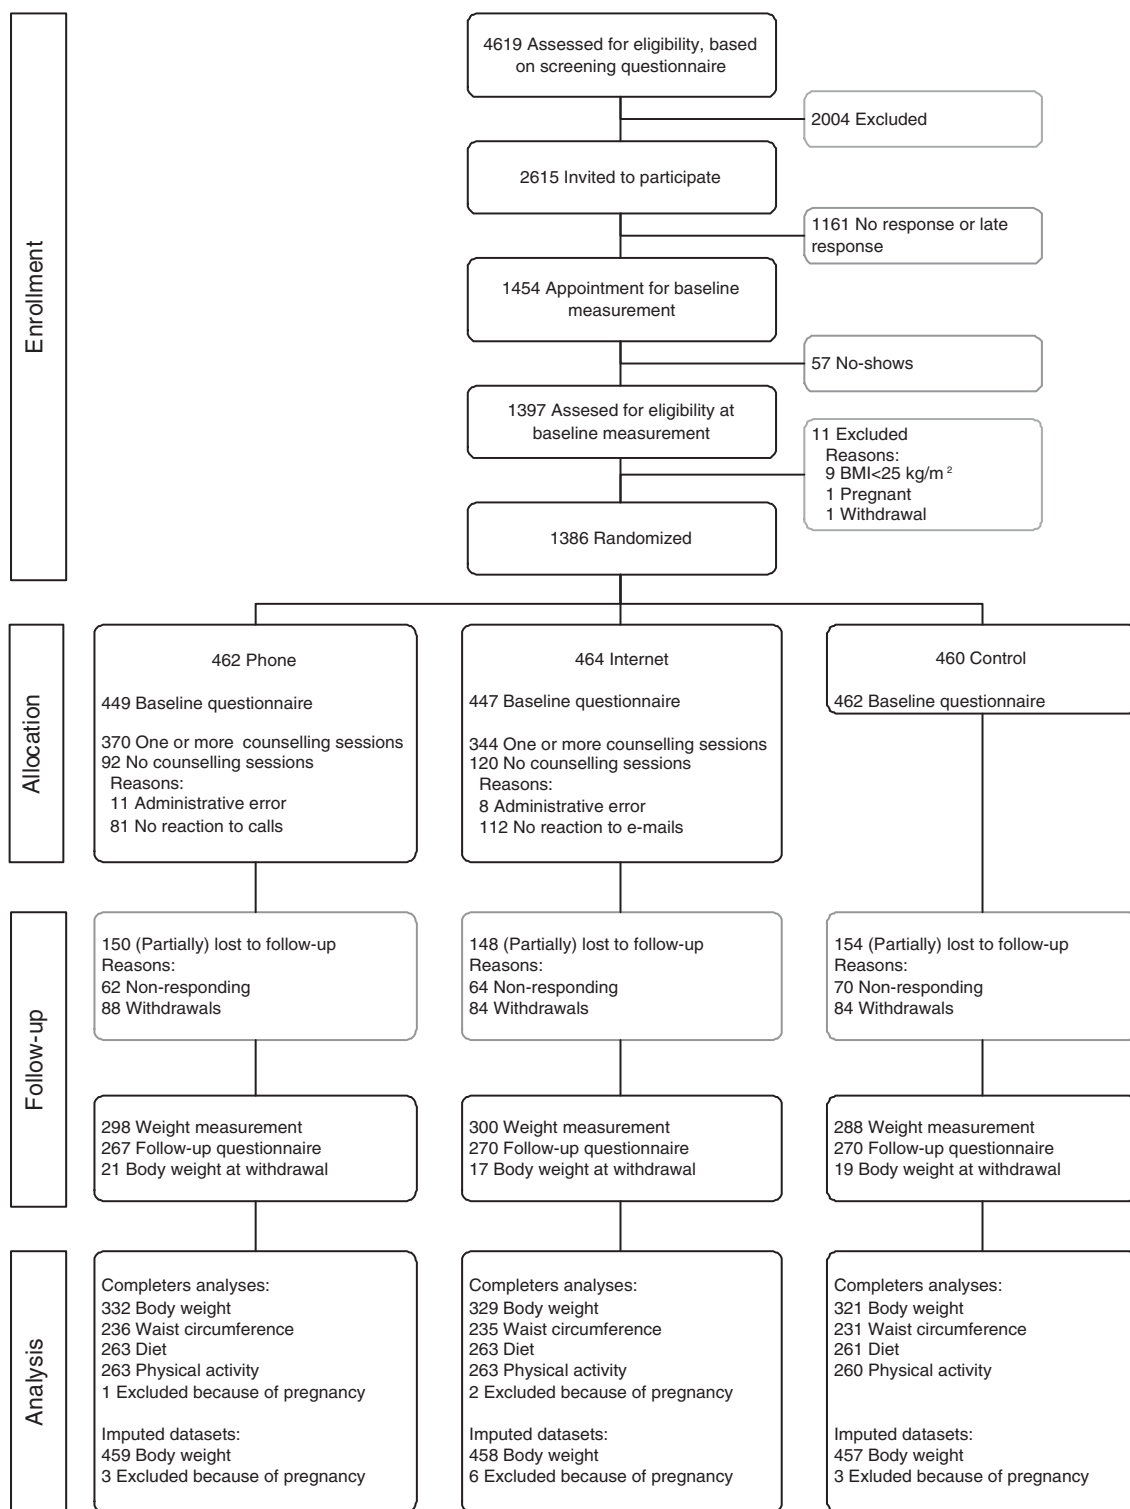 Enrollment
4619 Assessed for eligibility, based
on screening questionnaire
2004 Excluded
2615 Invited to participate
1161 No response or late
response
1454 Appointment for baseline
measurement
57 No-shows
1397 Assesed for eligibility at
baseline measurement
11 Excluded
Reasons:
9 BMI<25 kg/m²
1 Pregnant
1 Withdrawal
1386 Randomized
Allocation
462 Phone
449 Baseline questionnaire
370 One or more counselling sessions
92 No counselling sessions
Reasons:
11 Administrative error
81 No reaction to calls
464 Internet
447 Baseline questionnaire
344 One or more counselling sessions
120 No counselling sessions
Reasons:
8 Administrative error
112 No reaction to e-mails
460 Control
462 Baseline questionnaire
Follow-up
150 (Partially) lost to follow-up
Reasons:
62 Non-responding
88 Withdrawals
148 (Partially) lost to follow-up
Reasons:
64 Non-responding
84 Withdrawals
154 (Partially) lost to follow-up
Reasons:
70 Non-responding
84 Withdrawals
298 Weight measurement
267 Follow-up questionnaire
21 Body weight at withdrawal
300 Weight measurement
270 Follow-up questionnaire
17 Body weight at withdrawal
288 Weight measurement
270 Follow-up questionnaire
19 Body weight at withdrawal
Analysis
Completers analyses:
332 Body weight
236 Waist circumference
263 Diet
263 Physical activity
1 Excluded because of pregnancy
Imputed datasets:
459 Body weight
3 Excluded because of pregnancy
Completers analyses:
329 Body weight
235 Waist circumference
263 Diet
263 Physical activity
2 Excluded because of pregnancy
Imputed datasets:
458 Body weight
6 Excluded because of pregnancy
Completers analyses:
321 Body weight
231 Waist circumference
261 Diet
260 Physical activity
Imputed datasets:
457 Body weight
3 Exluded because of pregnancy